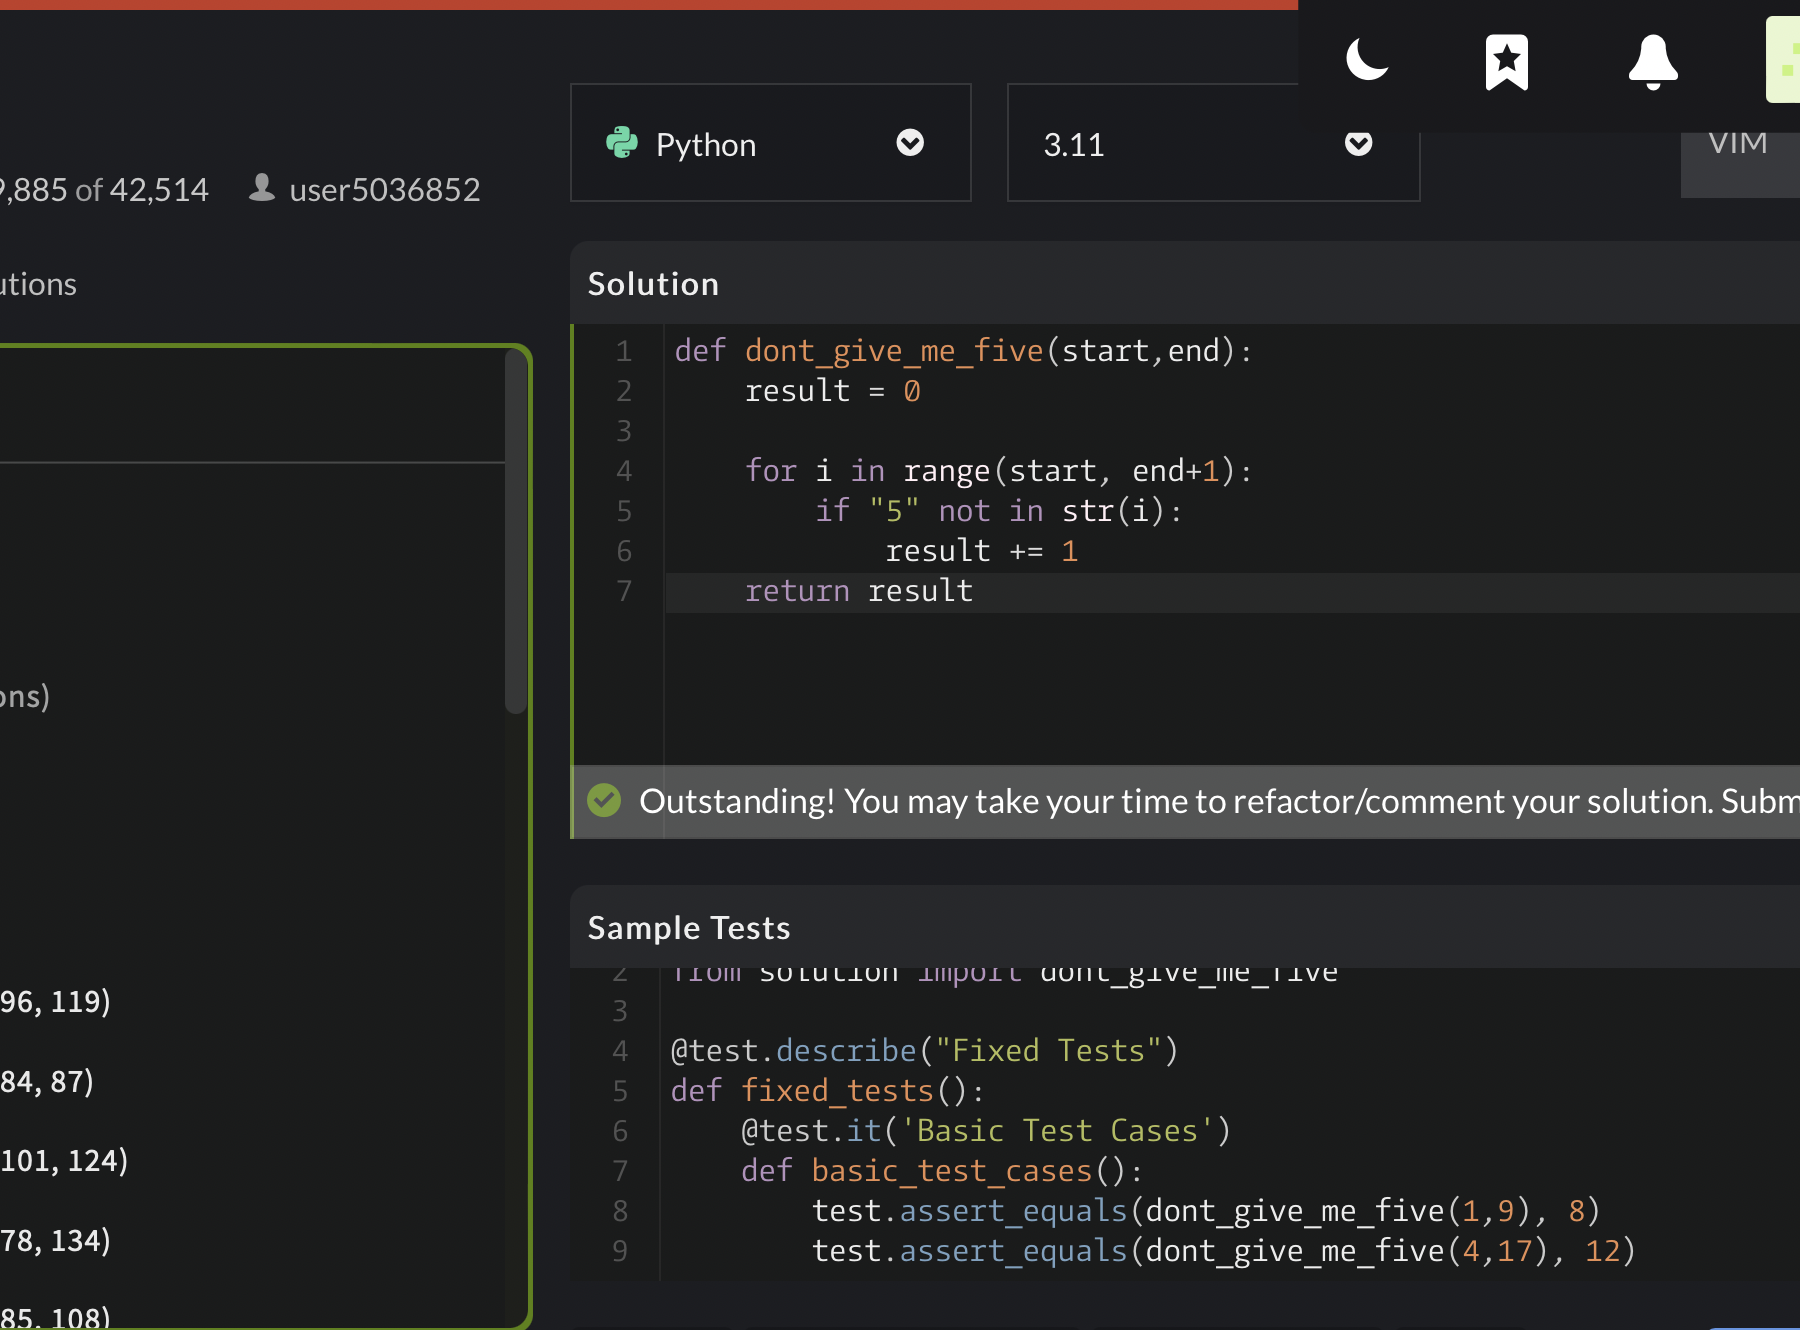 Python
3.11
VIM
9,885 of 42,514
user5036852
utions
Solution
1 def dont_give_me_five(start,end):
2     result = 0
3
4     for i in range(start, end+1):
5         if "5" not in str(i):
6             result += 1
7     return result
ons)
Outstanding! You may take your time to refactor/comment your solution. Subm
Sample Tests
2 from solution import dont_give_me_five
3
4 @test.describe("Fixed Tests")
5 def fixed_tests():
6     @test.it('Basic Test Cases')
7     def basic_test_cases():
8         test.assert_equals(dont_give_me_five(1,9), 8)
9         test.assert_equals(dont_give_me_five(4,17), 12)
96, 119)
84, 87)
101, 124)
78, 134)
85, 108)